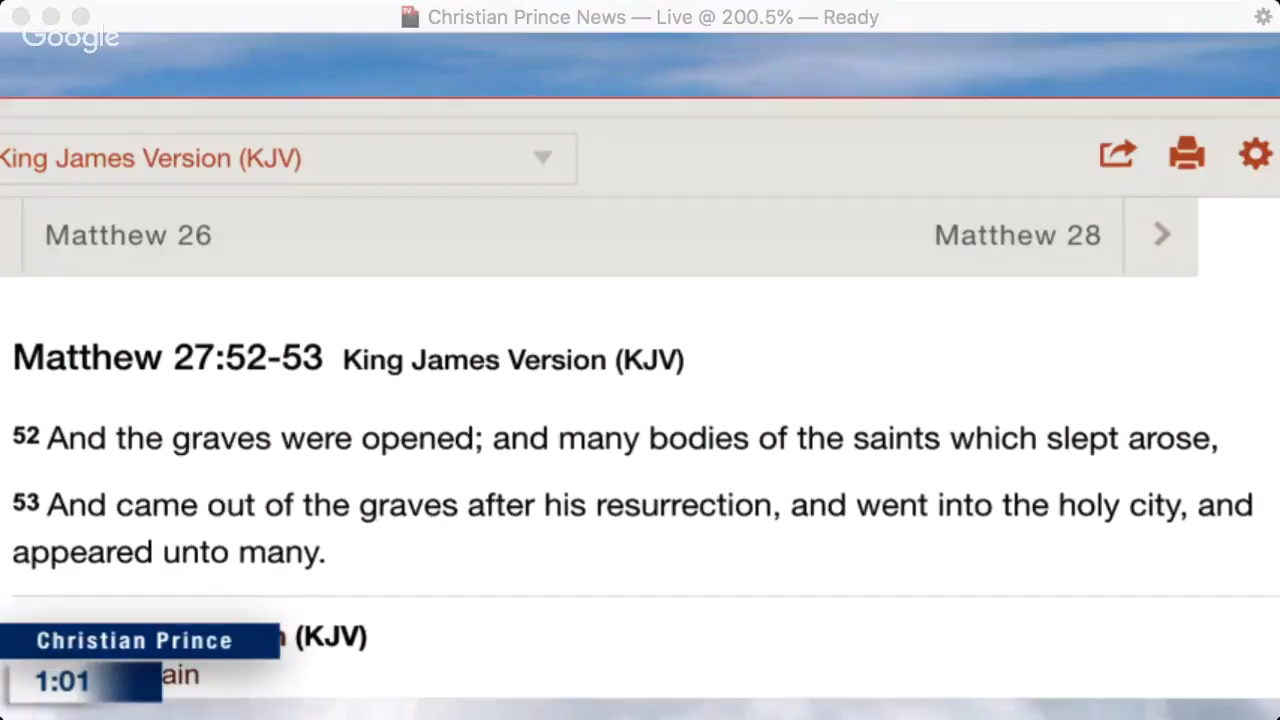 Christian Prince News — Live @ 200.5% — Ready
Google
King James Version (KJV)
Matthew 26
Matthew 28
Matthew 27:52-53 King James Version (KJV)
52 And the graves were opened; and many bodies of the saints which slept arose,
53 And came out of the graves after his resurrection, and went into the holy city, and
appeared unto many.
Christian Prince
(KJV)
1:01